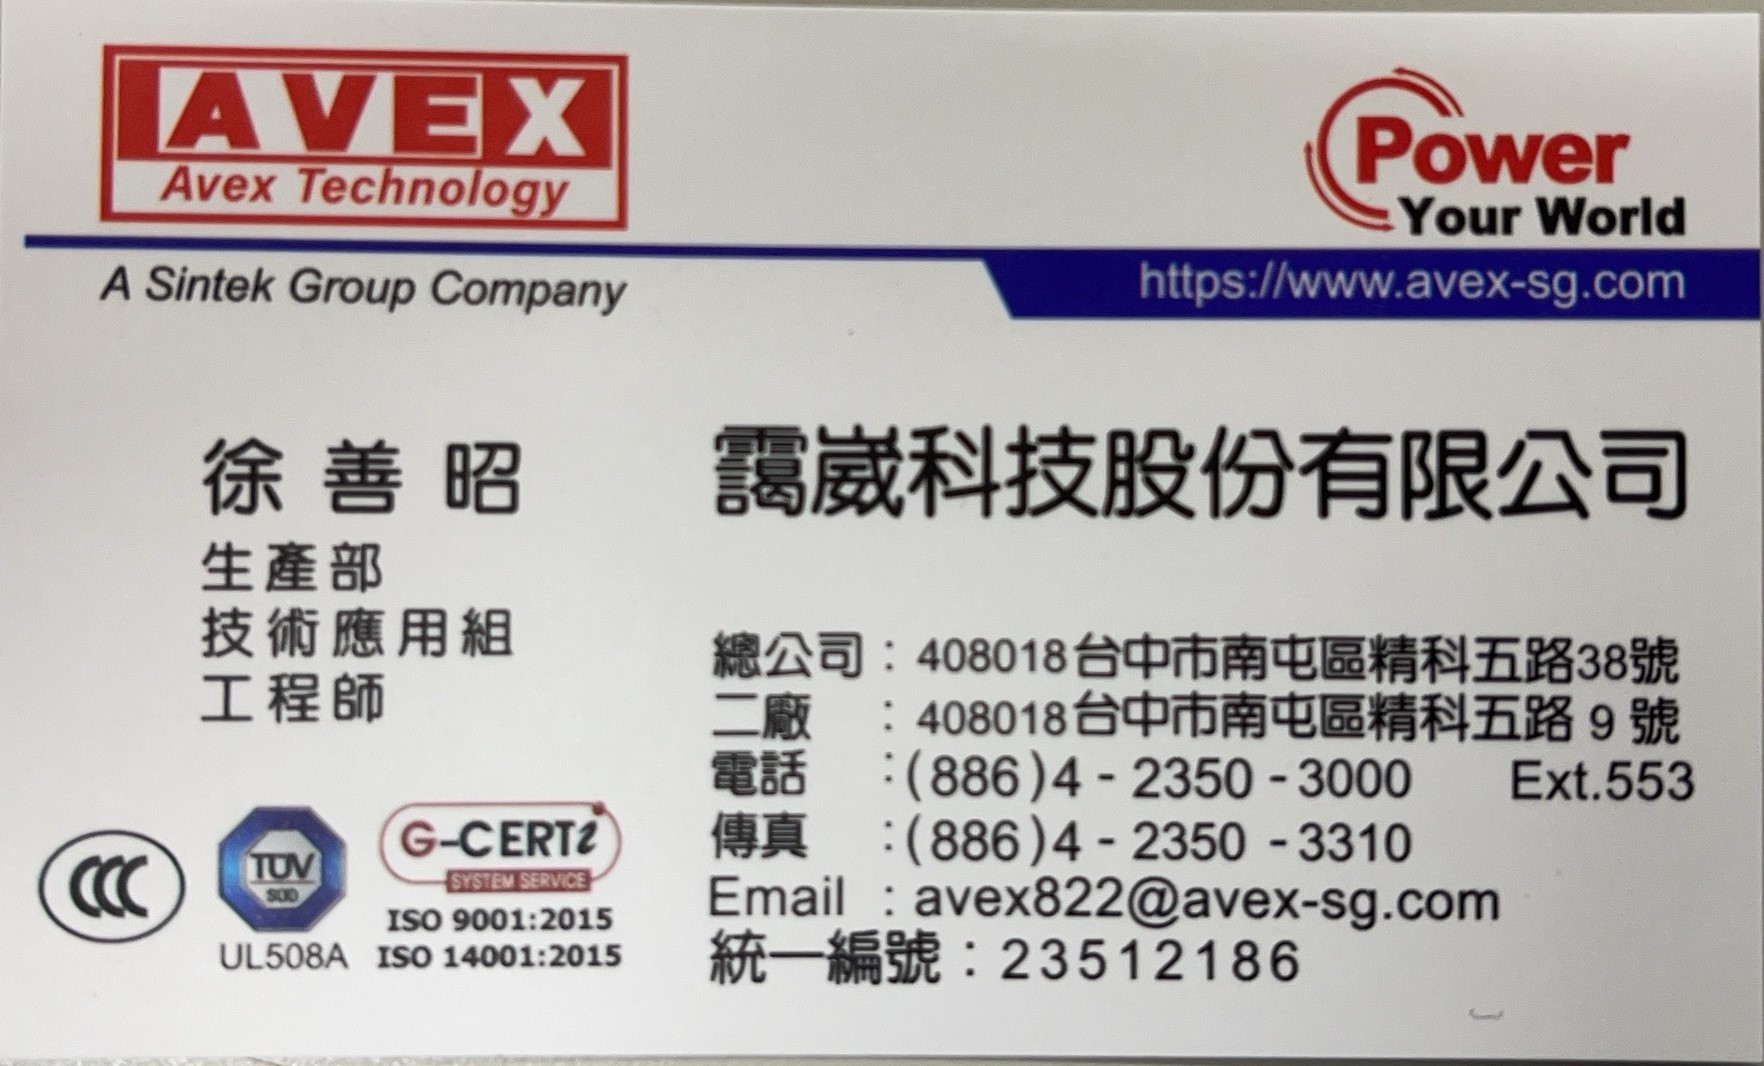 AVEX
Avex Technology
Power
Your World
A Sintek Group Company
https://www.avex-sg.com
徐善昭
靄崴科技股份有限公司
生產部
技術應用組
工程師
總公司：408018台中市南屯區精科五路38號
二廠：408018台中市南屯區精科五路 9 號
電話：(886)4-2350-3000 Ext.553
傳真：(886)4-2350-3310
Email：avex822@avex-sg.com
統一編號：23512186
CCC
TÜV
SÜD
UL508A
G-CERTi
SYSTEM SERVICE
ISO 9001:2015
ISO 14001:2015